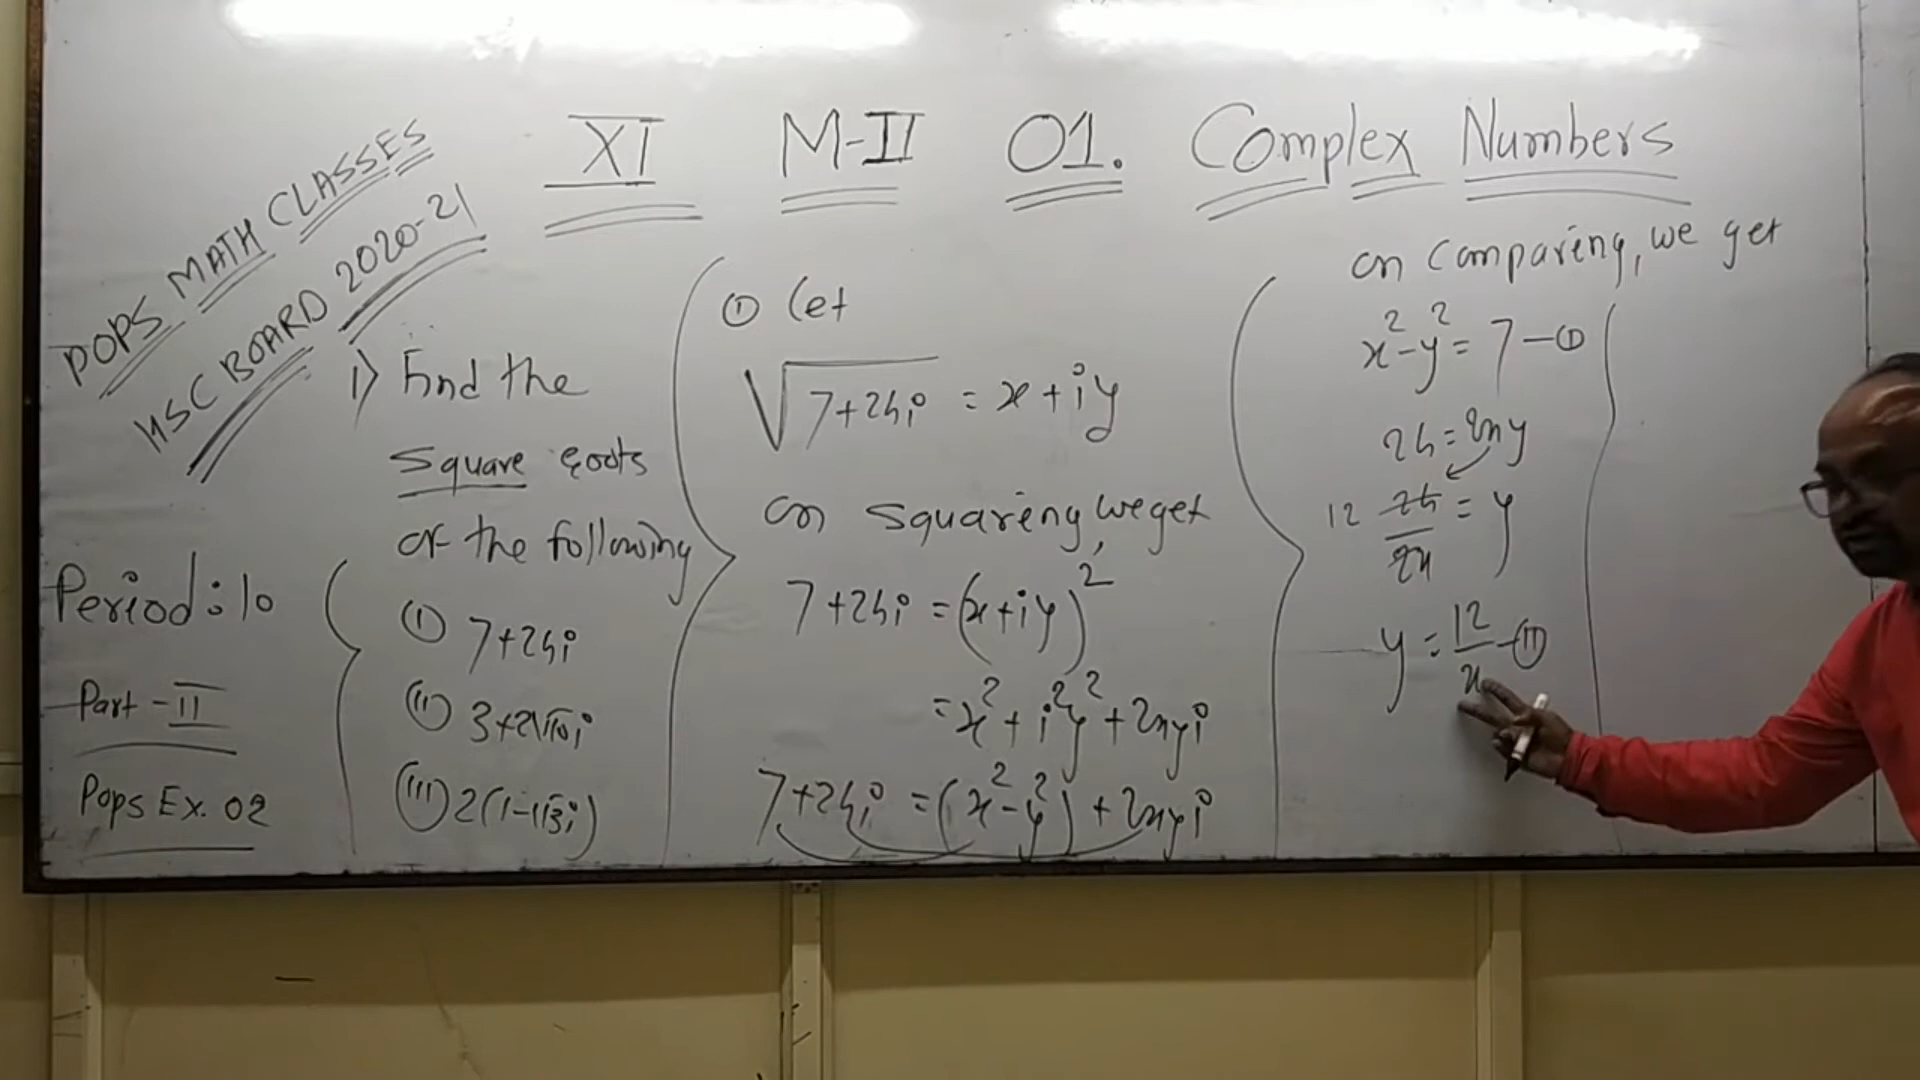 XI M-II 01. Complex Numbers
POPS MATH CLASSES
HSC BOARD 2020-21
Period: 10
Part - II
Pops Ex. 02
1) Find the
square roots
of the following
(i) 7+24i
(ii) 3+2√10i
(iii) 2(1-√3i)
① Let
√7+24i = x+iy
on squaring, we get
7+24i = (x+iy)²
= x²+i²y²+2xyi
7+24i = (x²-y²)+2xyi
on comparing, we get
x²-y² = 7 - ①
24 = 2xy
12 24/2x = y
y = 12/x - ⑪